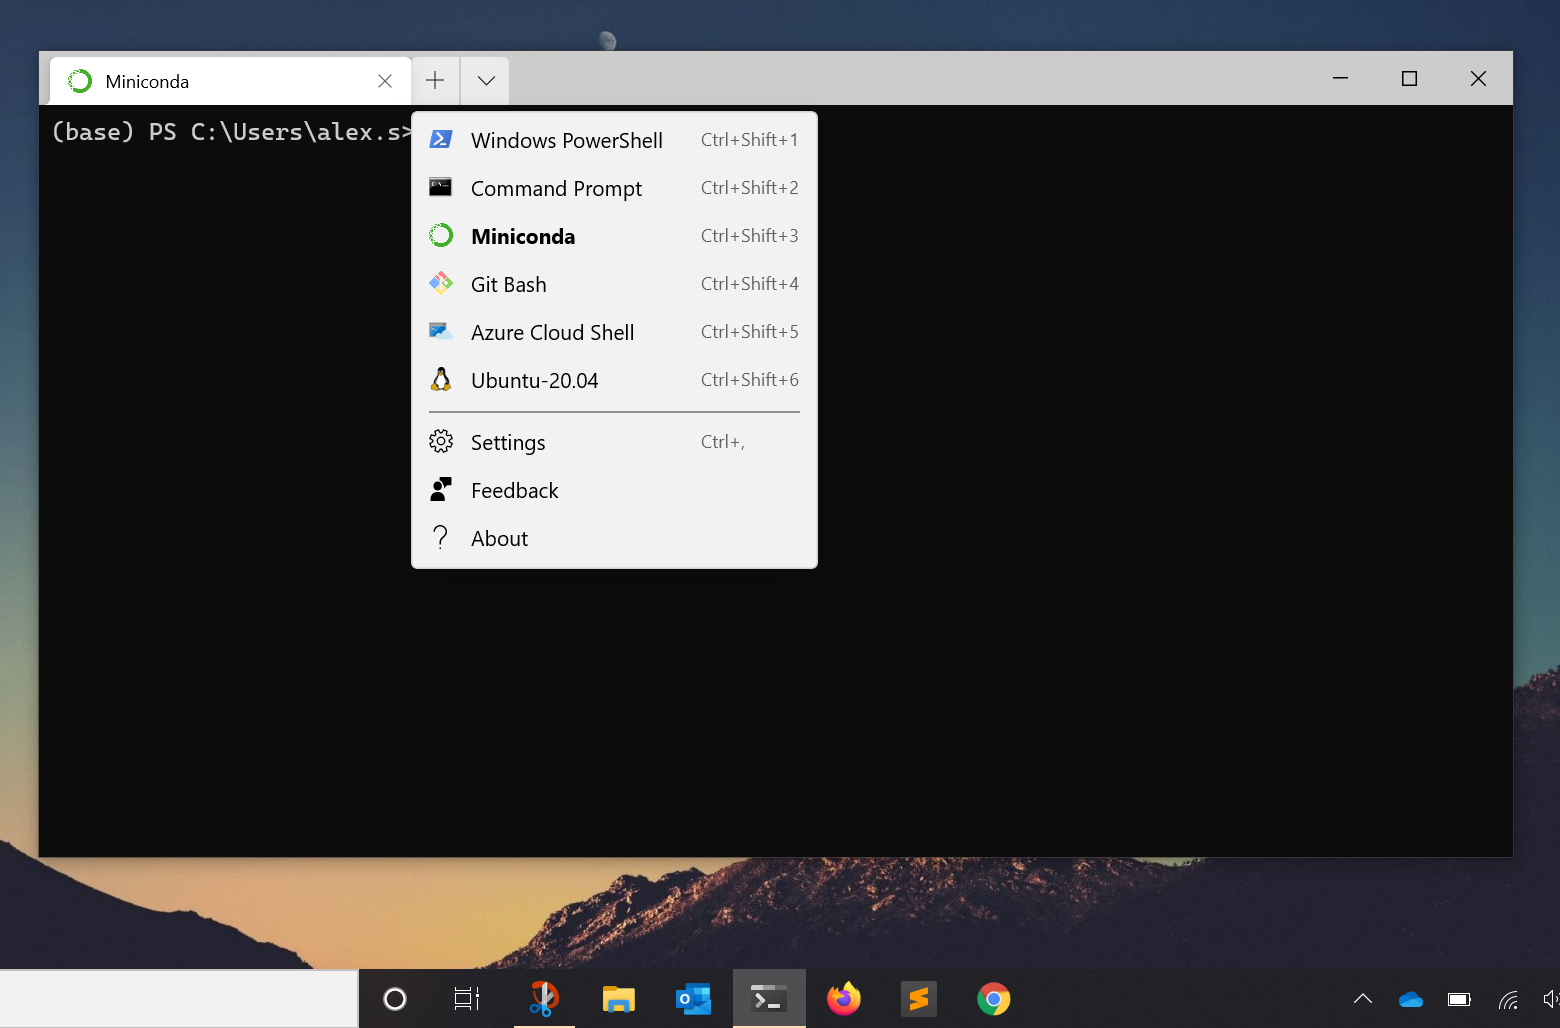 Miniconda
(base) PS C:\Users\alex.s>
Windows PowerShell Ctrl+Shift+1
Command Prompt Ctrl+Shift+2
Miniconda Ctrl+Shift+3
Git Bash Ctrl+Shift+4
Azure Cloud Shell Ctrl+Shift+5
Ubuntu-20.04 Ctrl+Shift+6
Settings Ctrl+,
Feedback
About